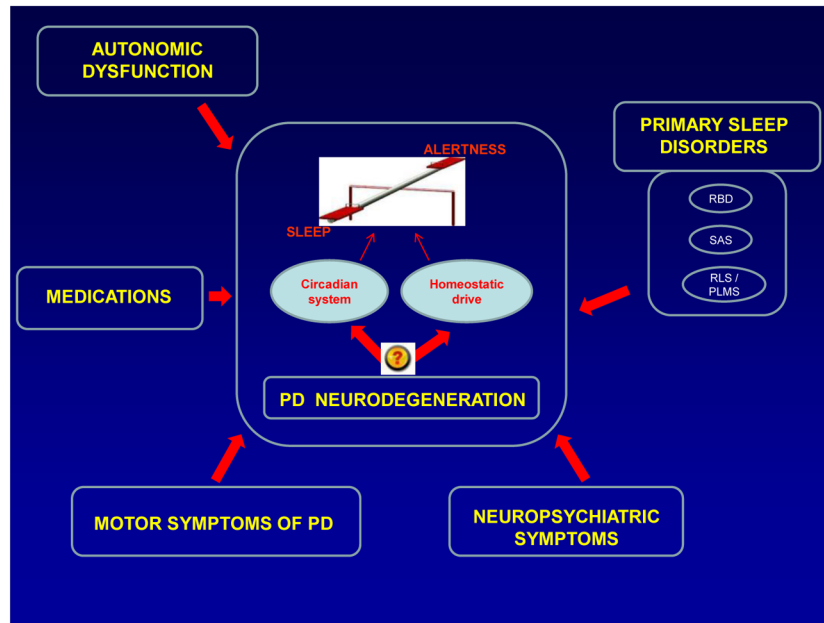 AUTONOMIC
DYSFUNCTION
PRIMARY SLEEP
DISORDERS
RBD
SAS
RLS /
PLMS
ALERTNESS
SLEEP
Circadian
system
Homeostatic
drive
?
MEDICATIONS
PD NEURODEGENERATION
MOTOR SYMPTOMS OF PD
NEUROPSYCHIATRIC
SYMPTOMS